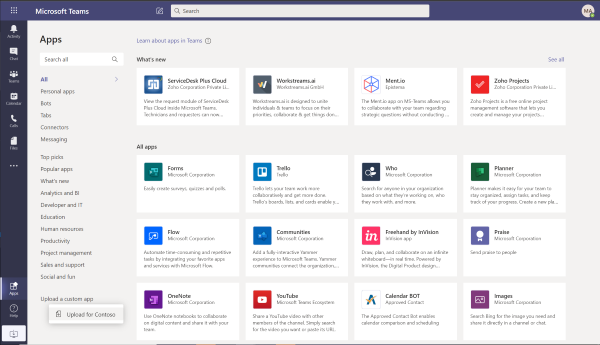 Microsoft Teams
Search
MA
Activity
Chat
Teams
Calendar
Calls
Files
Apps
Help
Apps
Search all
All
Personal apps
Bots
Tabs
Connectors
Messaging
Top picks
Popular apps
What's new
Analytics and BI
Developer and IT
Education
Human resources
Productivity
Project management
Sales and support
Social and fun
Upload a custom app
Upload for Contoso
Learn about apps in Teams
What's new
See all
ServiceDesk Plus Cloud
Zoho Corporation Private Li...
View the request module of ServiceDesk
Plus Cloud inside Microsoft Teams.
Technicians and requesters can now...
Workstreams.ai
Workstreams.ai GmbH
Workstreams.ai is designed to unite
individuals & teams to focus on their
priorities, collaborate & get things don...
Ment.io
Epistema
The Ment.io app on MS-Teams allows you
to collaborate with your team regarding
strategic questions without conducting ...
Zoho Projects
Zoho Corporation Private Li...
Zoho Projects is a free online project
management software that lets you
create and manage your projects...
All apps
Forms
Microsoft Corporation
Easily create surveys, quizzes and polls.
Trello
Trello
Trello lets your team work more
collaboratively and get more done.
Trello's boards, lists, and cards enable y...
Who
Microsoft Corporation
Search for anyone in your organization
based on what they're working on, who
they work with, and more.
Planner
Microsoft Corporation
Planner makes it easy for your team to
stay organized, assign tasks, and keep
track of your progress. Create a new pla...
Flow
Microsoft Corporation
Automate time-consuming and repetitive
tasks by integrating your favorite apps
and services with Microsoft Flow.
Communities
Microsoft Corporation
Add a fully-interactive Yammer
experience to Microsoft Teams. Yammer
communities connect the organization,...
in
Freehand by InVision
InVision app
Draw, plan, and collaborate on an infinite
whiteboard—in real time. Powered by
InVision, the Digital Product design...
Praise
Microsoft Corporation
Send praise to people
OneNote
Microsoft Corporation
Use OneNote notebooks to collaborate
on digital content and share it with your
team.
YouTube
Microsoft Teams Ecosystem
Share a YouTube video with other
members of the channel. Simply search
for the video you want or paste its URL
Calendar BOT
Approved Contact
The Approved Contact Bot enables
calendar comparison and scheduling
Images
Microsoft Corporation
Search Bing for the image you need and
share it directly in a channel or chat